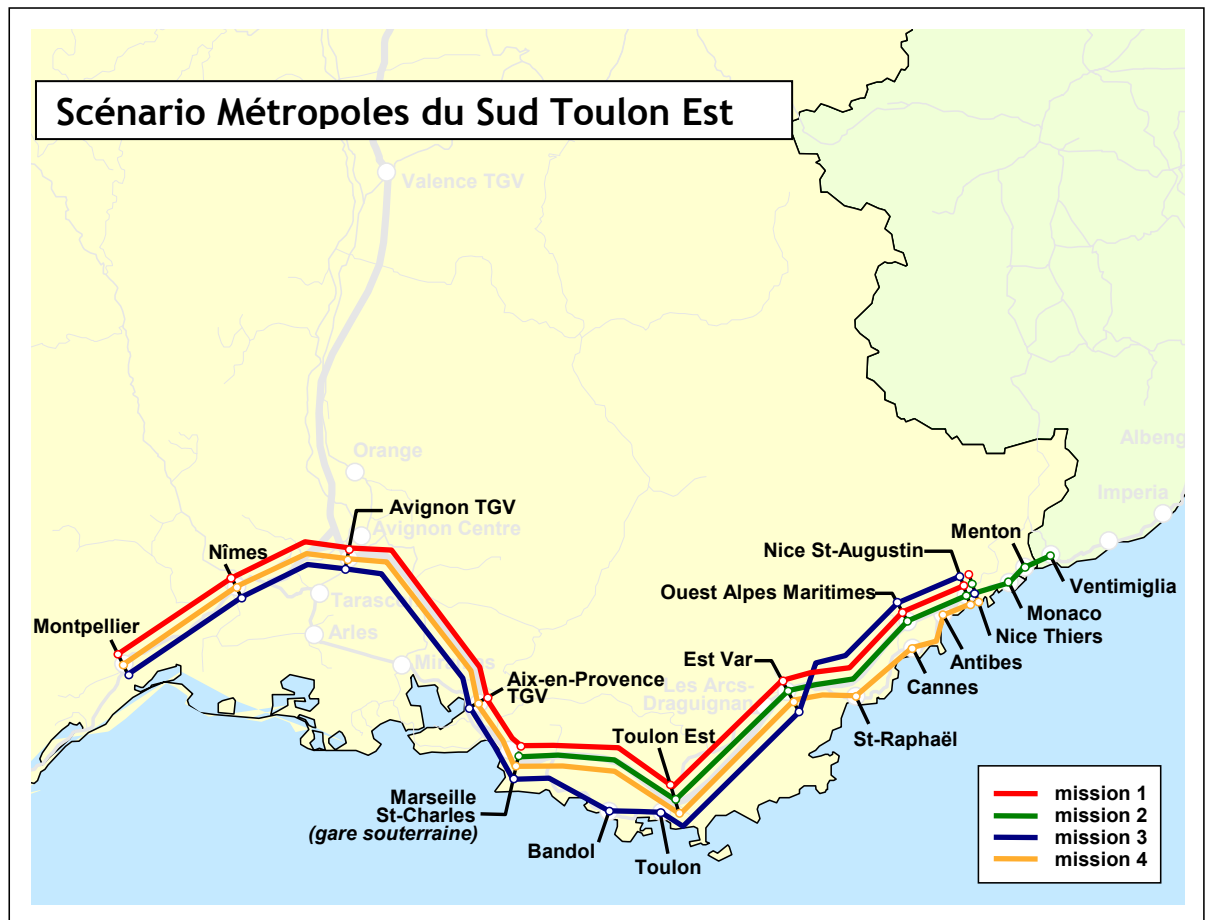 Scénario Métropoles du Sud Toulon Est
Valence TGV
Orange
Avignon TGV
Avignon Centre
Nîmes
Tarasc
Arles
Montpellier
Aix-en-Provence
TGV
Marseille
St-Charles
(gare souterraine)
Bandol
Toulon
Toulon Est
Les Arcs-
Draguignan
Est Var
Ouest Alpes Maritimes
Nice St-Augustin
St-Raphaël
Cannes
Antibes
Nice Thiers
Monaco
Menton
Ventimiglia
Imperia
Albeng
mission 1
mission 2
mission 3
mission 4